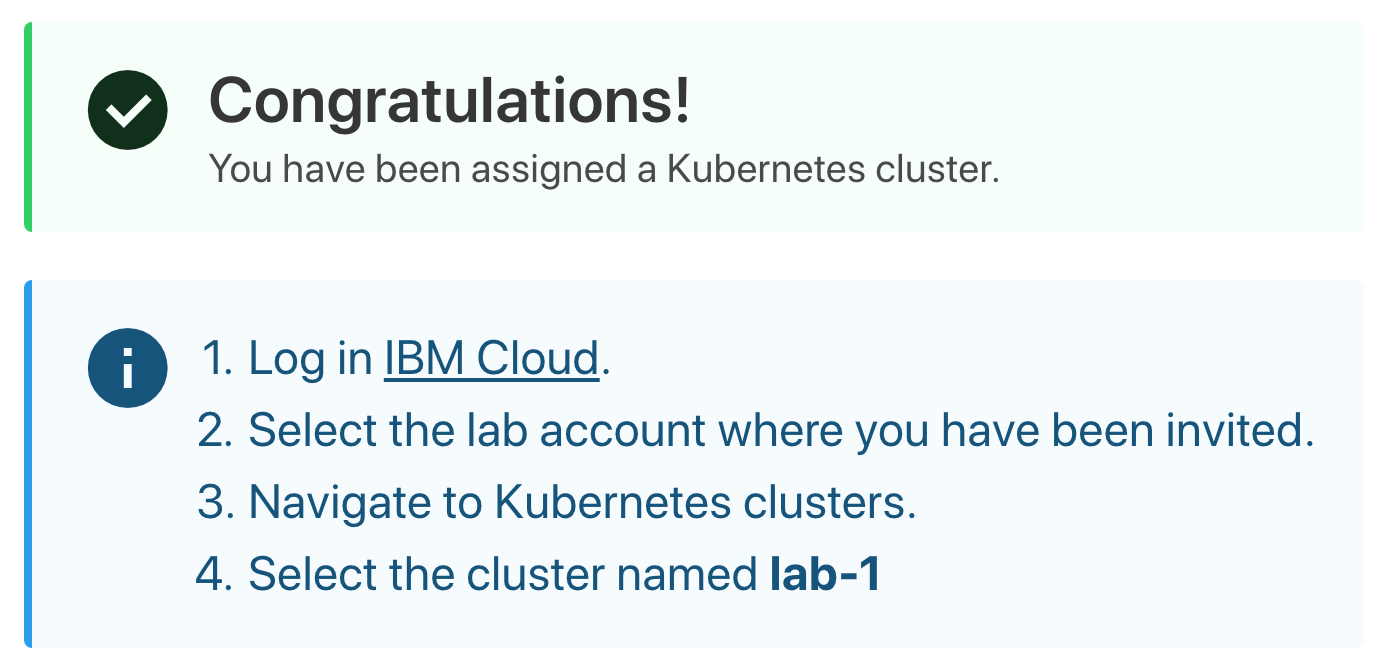 Congratulations!
You have been assigned a Kubernetes cluster.
1. Log in IBM Cloud.
2. Select the lab account where you have been invited.
3. Navigate to Kubernetes clusters.
4. Select the cluster named lab-1